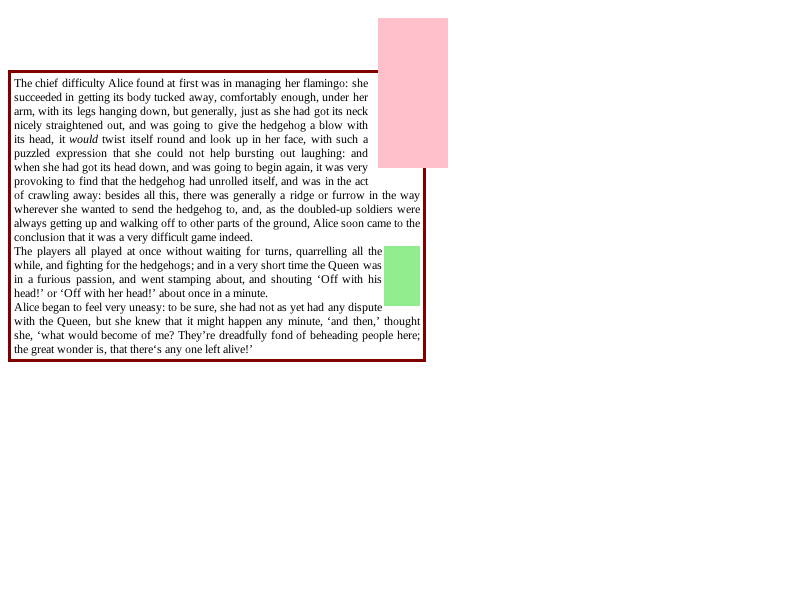 The chief difficulty Alice found at first was in managing her flamingo: she
succeeded in getting its body tucked away, comfortably enough, under her
arm, with its legs hanging down, but generally, just as she had got its neck
nicely straightened out, and was going to give the hedgehog a blow with
its head, it would twist itself round and look up in her face, with such a
puzzled expression that she could not help bursting out laughing: and
when she had got its head down, and was going to begin again, it was very
provoking to find that the hedgehog had unrolled itself, and was in the act
of crawling away: besides all this, there was generally a ridge or furrow in the way
wherever she wanted to send the hedgehog to, and, as the doubled-up soldiers were
always getting up and walking off to other parts of the ground, Alice soon came to the
conclusion that it was a very difficult game indeed.
The players all played at once without waiting for turns, quarrelling all the
while, and fighting for the hedgehogs; and in a very short time the Queen was
in a furious passion, and went stamping about, and shouting ‘Off with his
head!’ or ‘Off with her head!’ about once in a minute.
Alice began to feel very uneasy: to be sure, she had not as yet had any dispute
with the Queen, but she knew that it might happen any minute, ‘and then,’ thought
she, ‘what would become of me? They’re dreadfully fond of beheading people here;
the great wonder is, that there‘s any one left alive!’